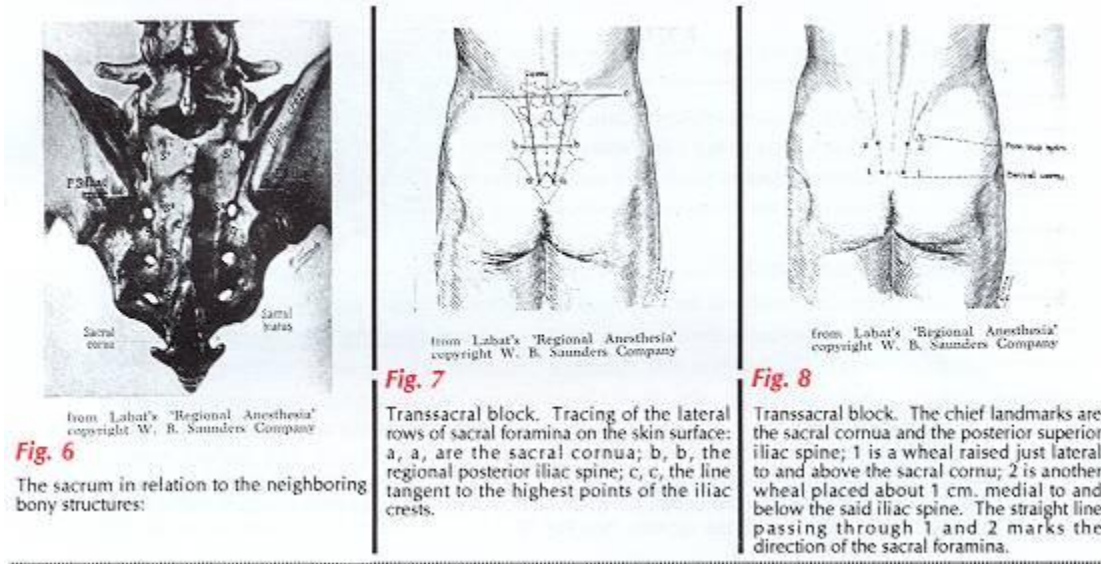 Iliac crest
S¹
S¹
Sacral
cornu
Sacral
hiatus
from Labat's "Regional Anesthesia"
copyright W. B. Saunders Company
Fig. 6
The sacrum in relation to the neighboring
bony structures:
from Labat's "Regional Anesthesia"
copyright W. B. Saunders Company
Fig. 7
Transsacral block. Tracing of the lateral
rows of sacral foramina on the skin surface:
a, a, are the sacral cornua; b, b, the
regional posterior iliac spine; c, c, the line
tangent to the highest points of the iliac
crests.
Sacral cornu
from Labat's "Regional Anesthesia"
copyright W. B. Saunders Company
Fig. 8
Transsacral block. The chief landmarks are
the sacral cornua and the posterior superior
iliac spine; 1 is a wheal raised just lateral
to and above the sacral cornu; 2 is another
wheal placed about 1 cm. medial to and
below the said iliac spine. The straight line
passing through 1 and 2 marks the
direction of the sacral foramina.